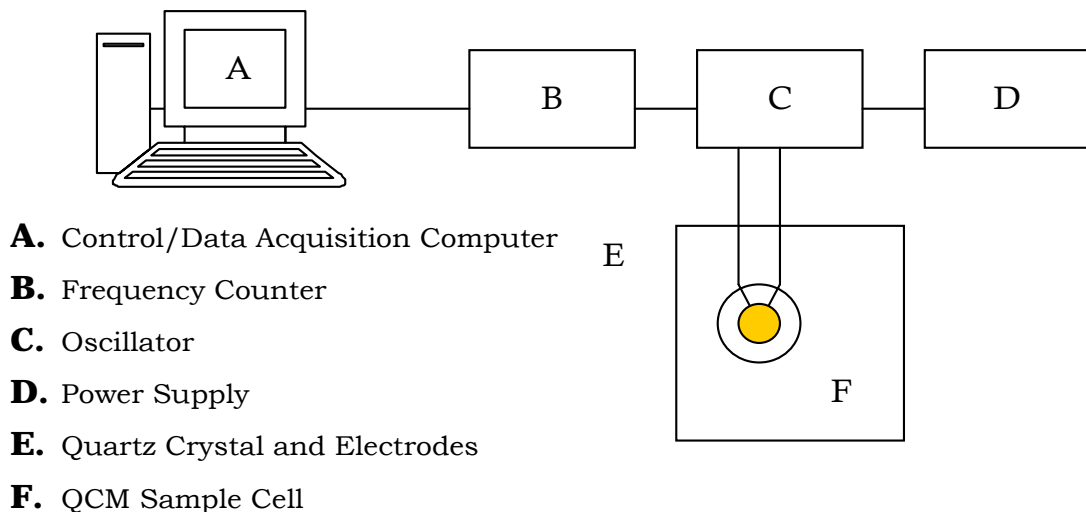 A
B
C
D
A. Control/Data Acquisition Computer
B. Frequency Counter
C. Oscillator
D. Power Supply
E. Quartz Crystal and Electrodes
F. QCM Sample Cell
E
F